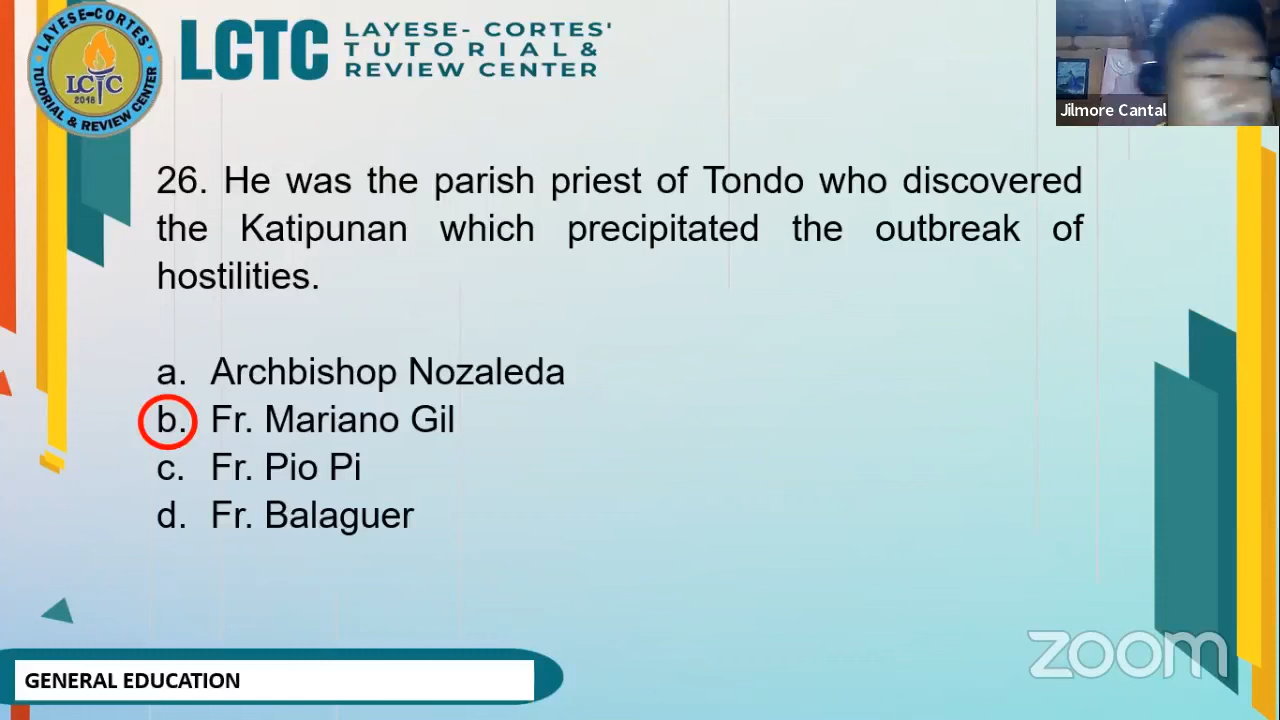 LAYESE-CORTES'
TUTORIAL & REVIEW CENTER
LCTC
2018
LCTC
LAYESE- CORTES'
TUTORIAL &
REVIEW CENTER
Jilmore Cantal
26. He was the parish priest of Tondo who discovered
the Katipunan which precipitated the outbreak of
hostilities.
a. Archbishop Nozaleda
b. Fr. Mariano Gil
c. Fr. Pio Pi
d. Fr. Balaguer
zoom
GENERAL EDUCATION